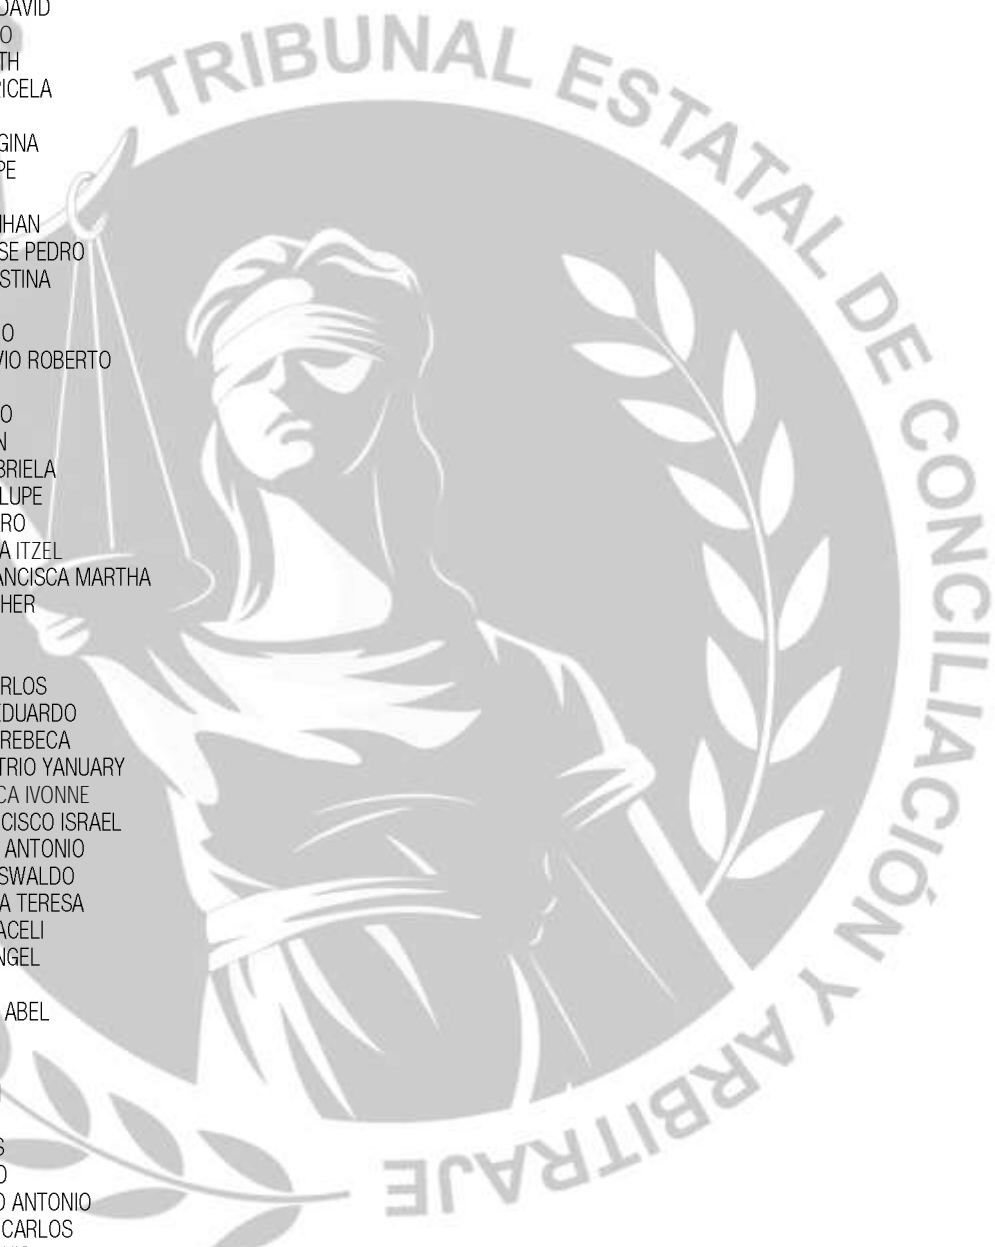 DAVID
O
TH
RICELA
GINA
PE
HAN
SE PEDRO
STINA
O
VIO ROBERTO
O
N
BRIELA
LUPE
RO
A ITZEL
ANCISCA MARTHA
HER
RLOS
EDUARDO
REBECA
TRIO YANUARY
CA IVONNE
CISCO ISRAEL
ANTONIO
SWALDO
A TERESA
ACELI
NGEL
ABEL
S
O
O ANTONIO
CARLOS
TRIBUNAL ESTATAL DE CONCILIACIÓN Y ARBITRAJE